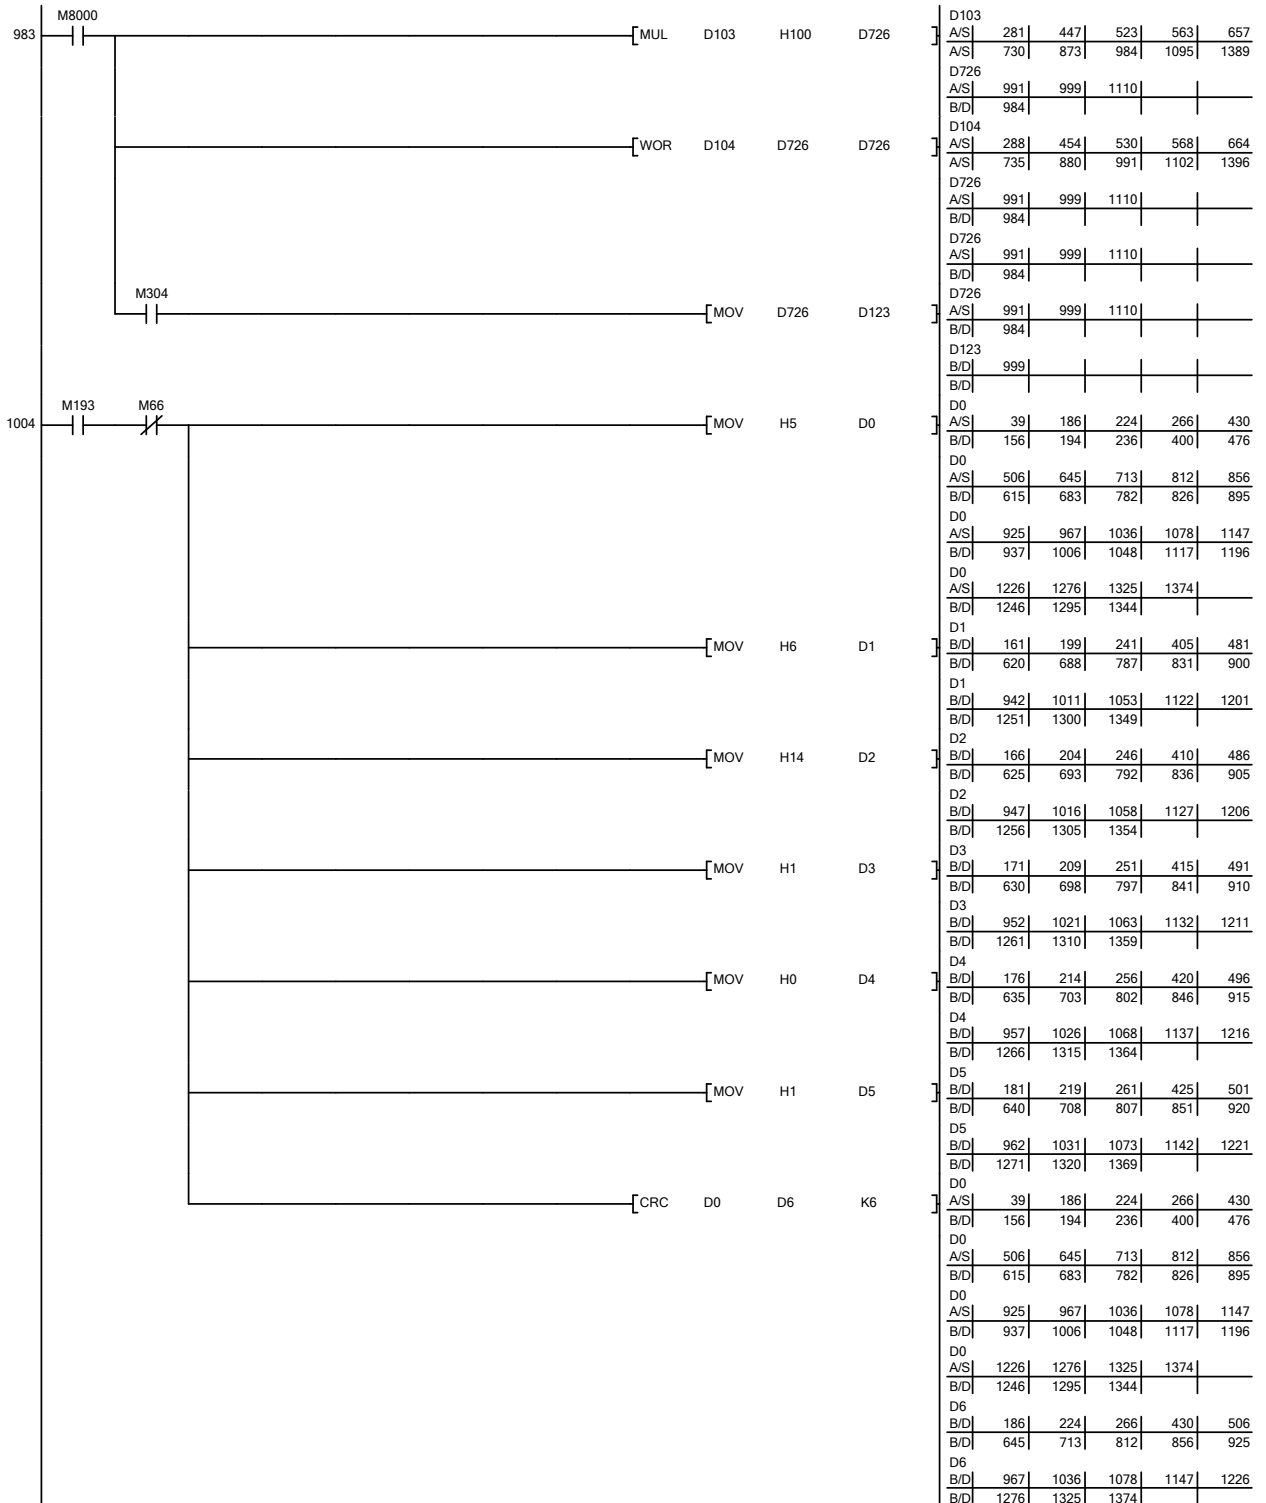 M8000
983 MUL D103 H100 D726
D103
A/S 281 447 523 563 657
A/S 730 873 984 1095 1389
D726
A/S 991 999 1110
B/D 984
WOR D104 D726 D726
D104
A/S 288 454 530 568 664
A/S 735 880 991 1102 1396
D726
A/S 991 999 1110
B/D 984
D726
A/S 991 999 1110
B/D 984
M304
MOV D726 D123
D726
A/S 991 999 1110
B/D 984
D123
B/D 999
B/D
M193 M66
1004 MOV H5 D0
D0
A/S 39 186 224 266 430
B/D 156 194 236 400 476
D0
A/S 506 645 713 812 856
B/D 615 683 782 826 895
D0
A/S 925 967 1036 1078 1147
B/D 937 1006 1048 1117 1196
D0
A/S 1226 1276 1325 1374
B/D 1246 1295 1344
MOV H6 D1
D1
B/D 161 199 241 405 481
B/D 620 688 787 831 900
D1
B/D 942 1011 1053 1122 1201
B/D 1251 1300 1349
MOV H14 D2
D2
B/D 166 204 246 410 486
B/D 625 693 792 836 905
D2
B/D 947 1016 1058 1127 1206
B/D 1256 1305 1354
MOV H1 D3
D3
B/D 171 209 251 415 491
B/D 630 698 797 841 910
D3
B/D 952 1021 1063 1132 1211
B/D 1261 1310 1359
MOV H0 D4
D4
B/D 176 214 256 420 496
B/D 635 703 802 846 915
D4
B/D 957 1026 1068 1137 1216
B/D 1266 1315 1364
MOV H1 D5
D5
B/D 181 219 261 425 501
B/D 640 708 807 851 920
D5
B/D 962 1031 1073 1142 1221
B/D 1271 1320 1369
CRC D0 D6 K6
D0
A/S 39 186 224 266 430
B/D 156 194 236 400 476
D0
A/S 506 645 713 812 856
B/D 615 683 782 826 895
D0
A/S 925 967 1036 1078 1147
B/D 937 1006 1048 1117 1196
D0
A/S 1226 1276 1325 1374
B/D 1246 1295 1344
D6
B/D 186 224 266 430 506
B/D 645 713 812 856 925
D6
B/D 967 1036 1078 1147 1226
B/D 1276 1325 1374